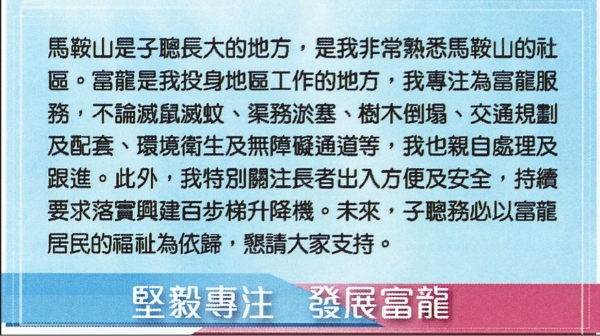 馬鞍山是子聰長大的地方，是我非常熟悉馬鞍山的社
區。富龍是我投身地區工作的地方，我專注為富龍服
務，不論滅鼠滅蚊、渠務淤塞、樹木倒塌、交通規劃
及配套、環境衛生及無障礙通道等，我也親自處理及
跟進。此外，我特別關注長者出入方便及安全，持續
要求落實興建百步梯升降機。未來，子聰務必以富龍
居民的福祉為依歸，懇請大家支持。
堅毅專注　發展富龍